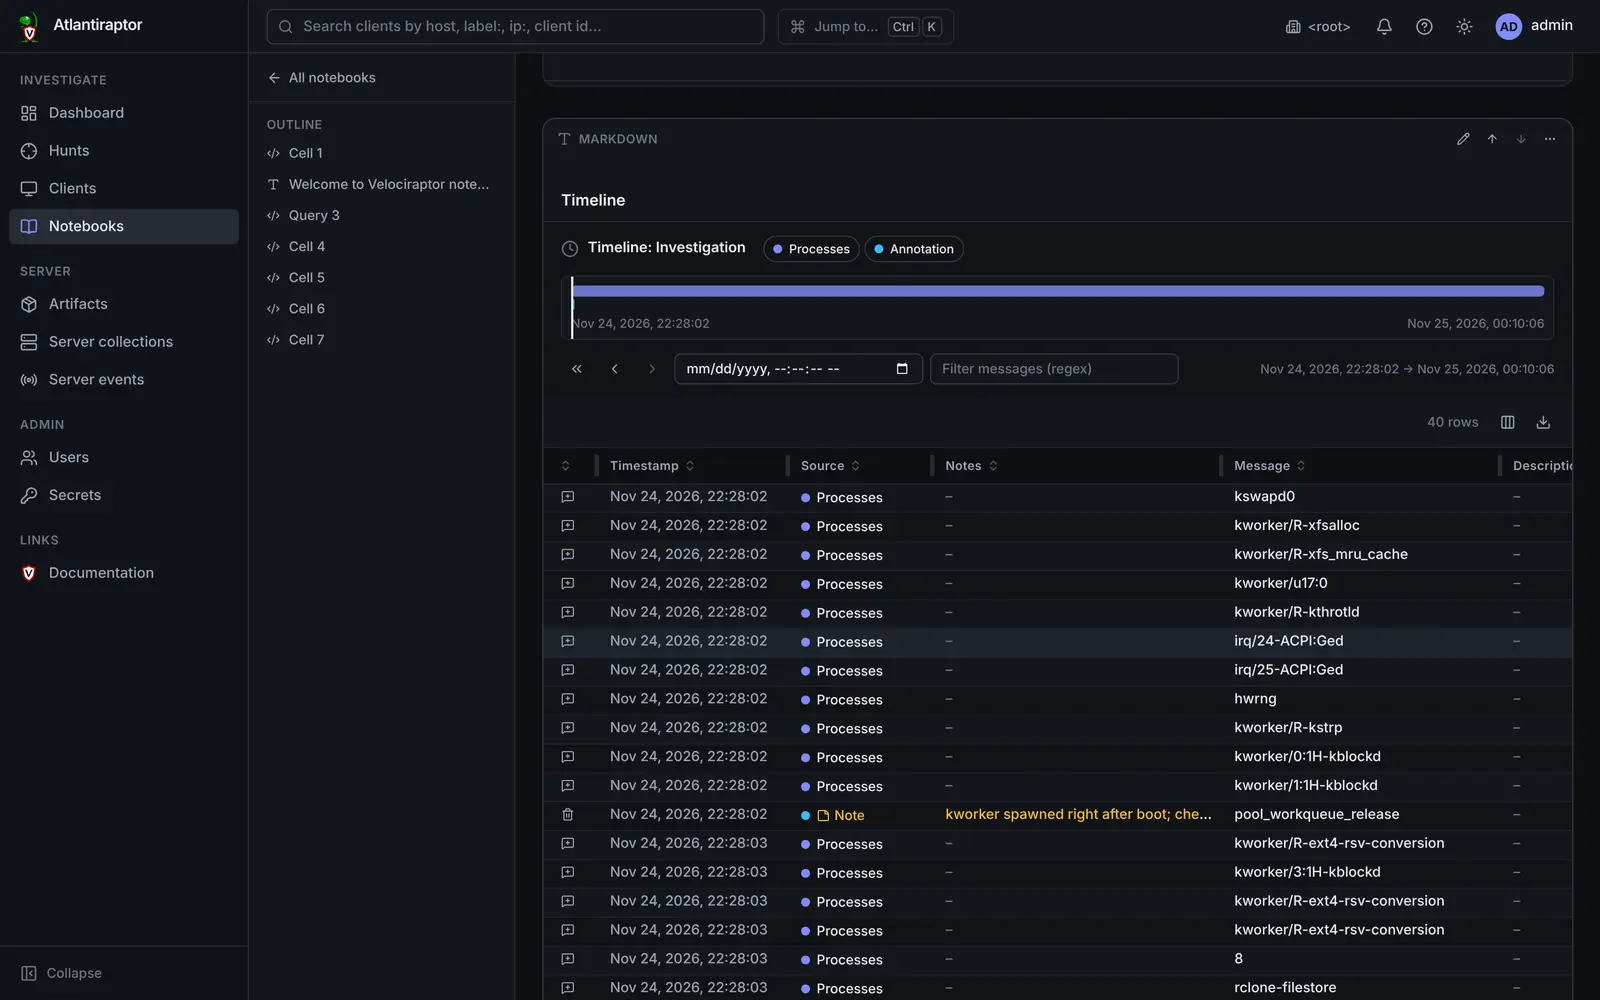 Atlantiraptor
Search clients by host, label:, ip:, client id...
Jump to... Ctrl K
<root>
AD admin
INVESTIGATE
Dashboard
Hunts
Clients
Notebooks
SERVER
Artifacts
Server collections
Server events
ADMIN
Users
Secrets
LINKS
Documentation
Collapse
All notebooks
OUTLINE
Cell 1
Welcome to Velociraptor note...
Query 3
Cell 4
Cell 5
Cell 6
Cell 7
MARKDOWN
Timeline
Timeline: Investigation Processes Annotation
Nov 24, 2026, 22:28:02 Nov 25, 2026, 00:10:06
mm/dd/yyyy, --:--:-- -- Filter messages (regex) Nov 24, 2026, 22:28:02 → Nov 25, 2026, 00:10:06
40 rows
Timestamp Source Notes Message Descriptio
Nov 24, 2026, 22:28:02 Processes – kswapd0 –
Nov 24, 2026, 22:28:02 Processes – kworker/R-xfsalloc –
Nov 24, 2026, 22:28:02 Processes – kworker/R-xfs_mru_cache –
Nov 24, 2026, 22:28:02 Processes – kworker/u17:0 –
Nov 24, 2026, 22:28:02 Processes – kworker/R-kthrotld –
Nov 24, 2026, 22:28:02 Processes – irq/24-ACPI:Ged –
Nov 24, 2026, 22:28:02 Processes – irq/25-ACPI:Ged –
Nov 24, 2026, 22:28:02 Processes – hwrng –
Nov 24, 2026, 22:28:02 Processes – kworker/R-kstrp –
Nov 24, 2026, 22:28:02 Processes – kworker/0:1H-kblockd –
Nov 24, 2026, 22:28:02 Processes – kworker/1:1H-kblockd –
Nov 24, 2026, 22:28:02 Note kworker spawned right after boot; che... pool_workqueue_release –
Nov 24, 2026, 22:28:03 Processes – kworker/R-ext4-rsv-conversion –
Nov 24, 2026, 22:28:03 Processes – kworker/3:1H-kblockd –
Nov 24, 2026, 22:28:03 Processes – kworker/R-ext4-rsv-conversion –
Nov 24, 2026, 22:28:03 Processes – kworker/R-ext4-rsv-conversion –
Nov 24, 2026, 22:28:03 Processes – 8 –
Nov 24, 2026, 22:28:03 Processes – rclone-filestore –